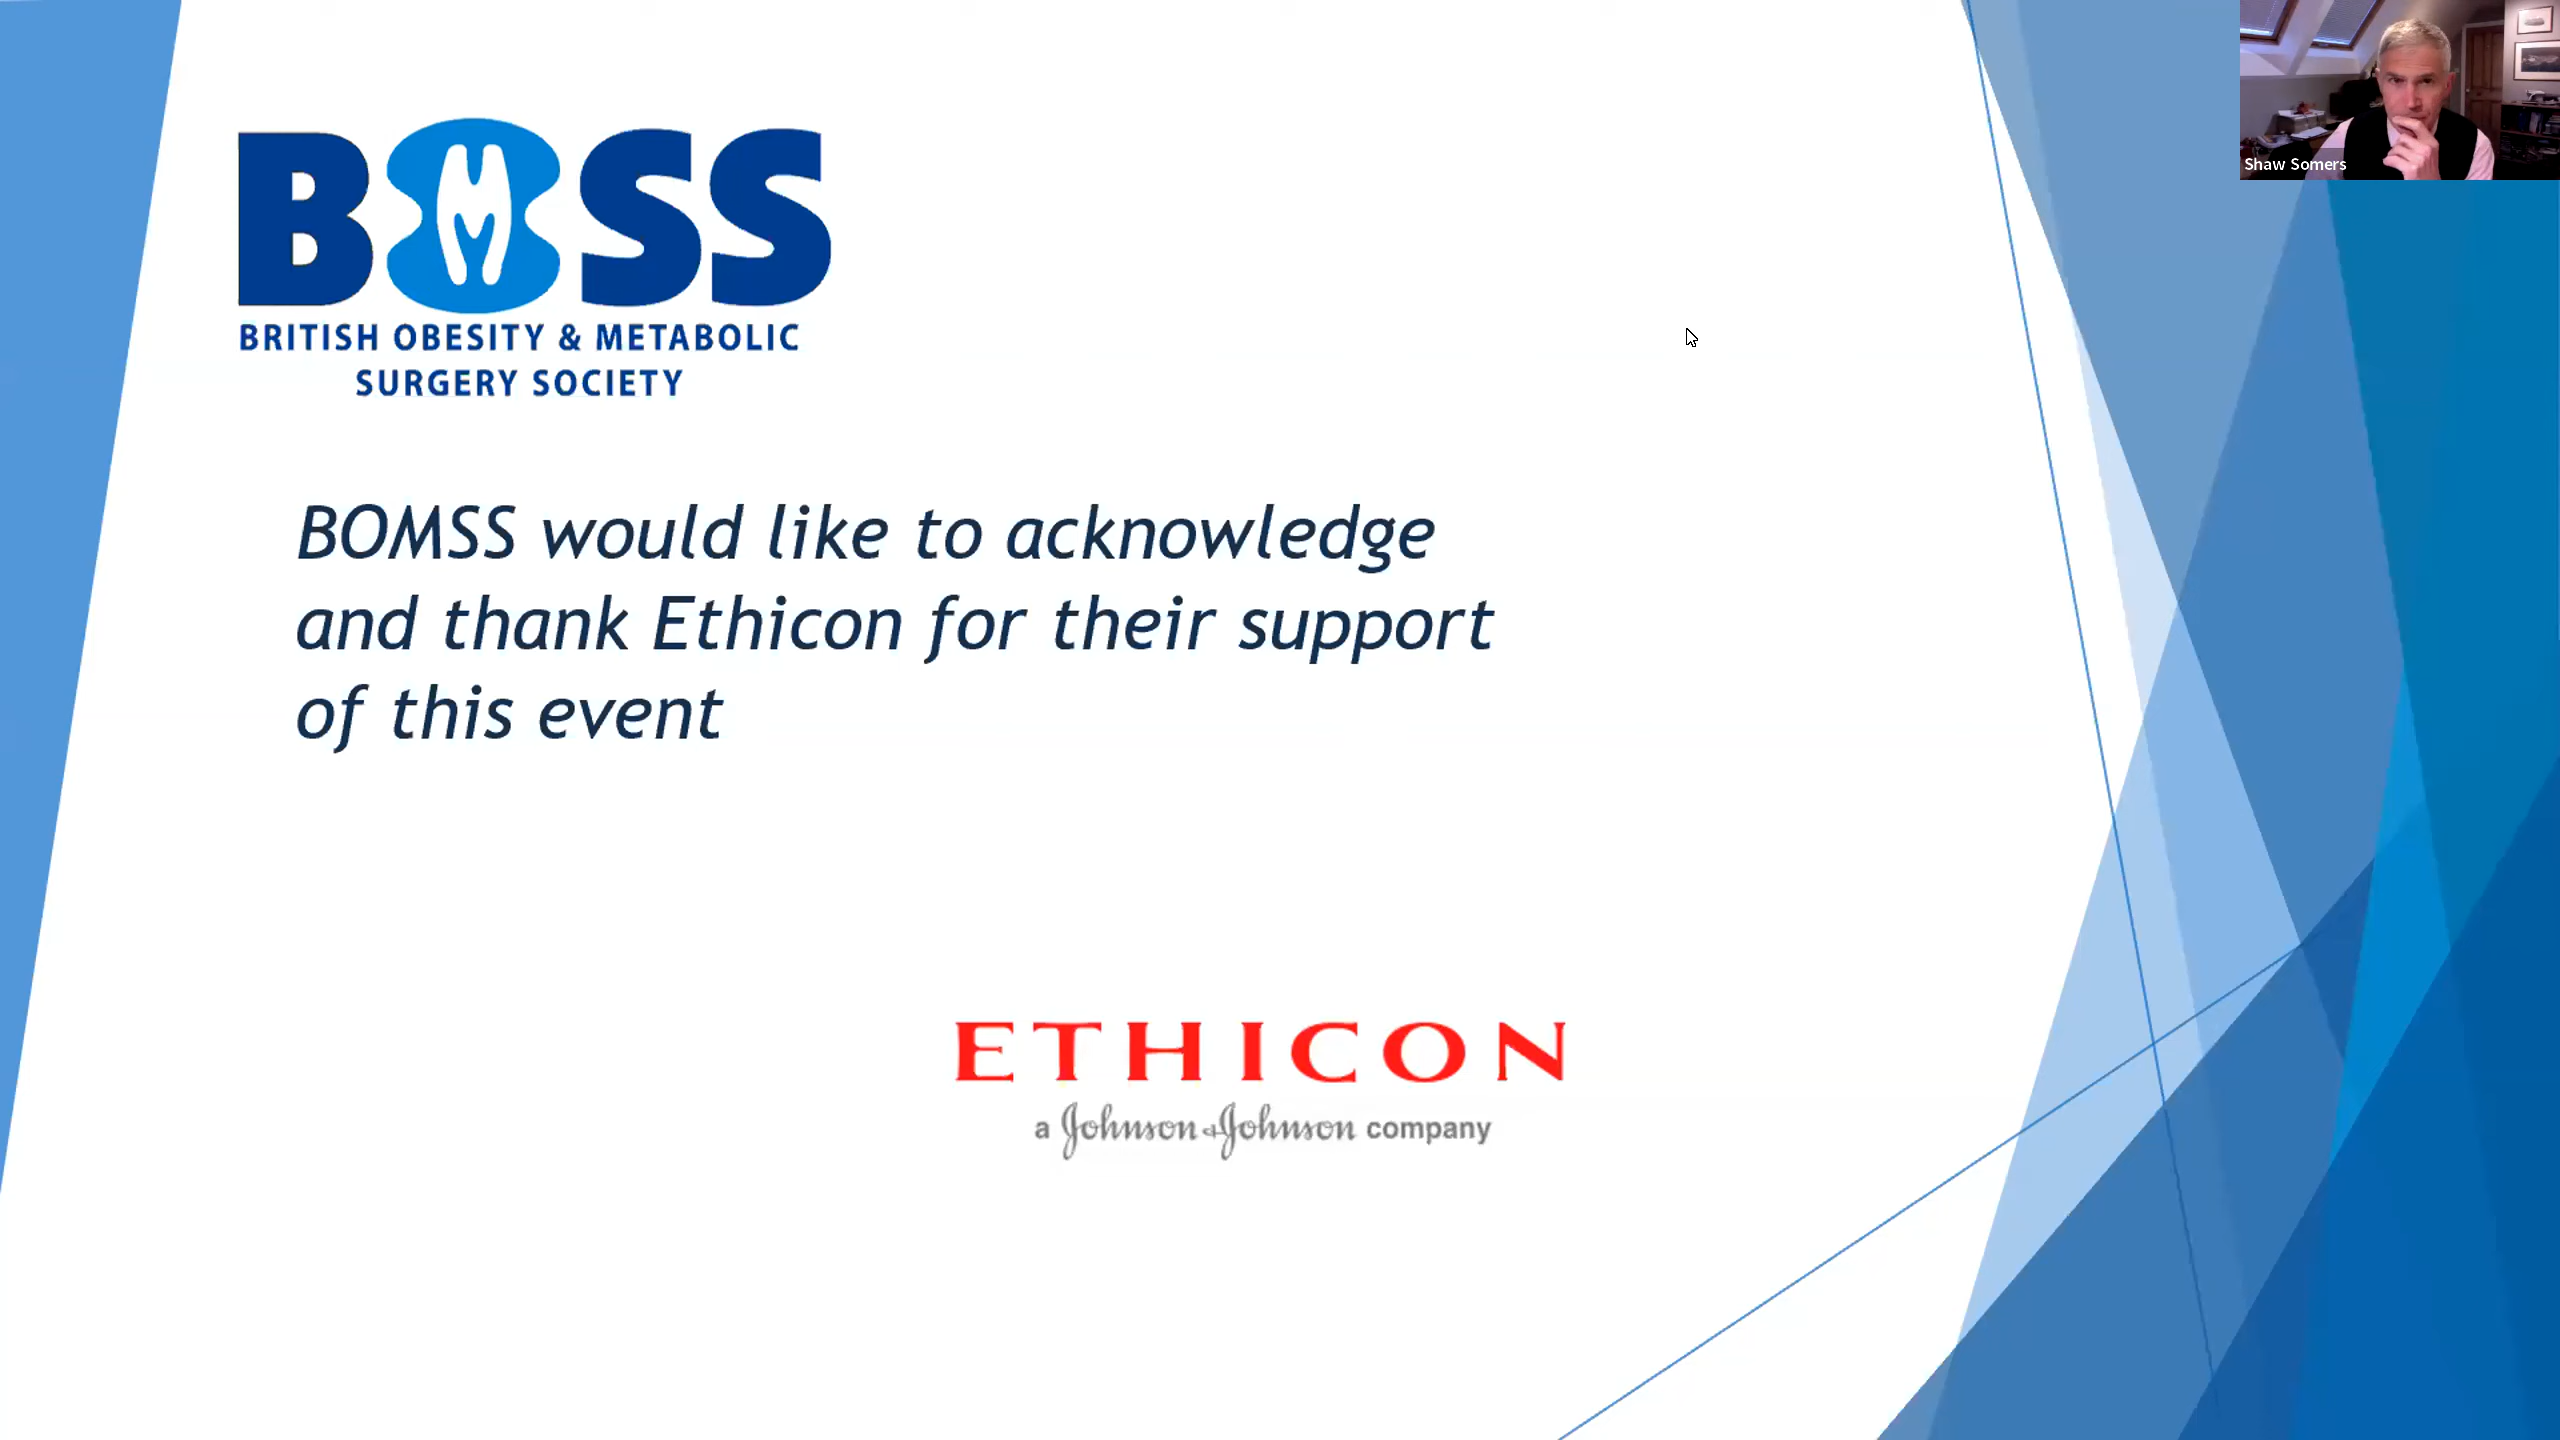 BOMSS
BRITISH OBESITY & METABOLIC
SURGERY SOCIETY
Shaw Somers
BOMSS would like to acknowledge
and thank Ethicon for their support
of this event
ETHICON
a Johnson & Johnson company